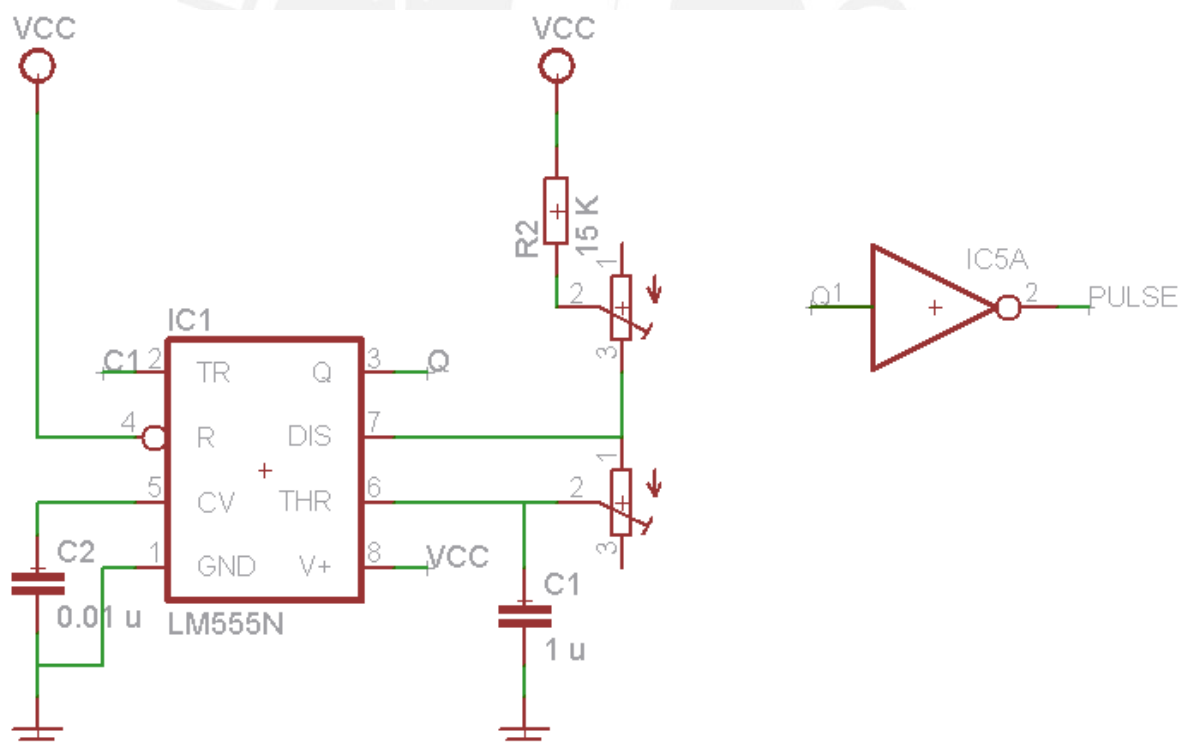 VCC
VCC
R2
15 K
1
2
3
IC5A
Q
1
2
PULSE
IC1
C1
2
TR
Q
3
Q
4
R
DIS
7
5
CV
THR
6
1
2
3
1
GND
V+
8
VCC
C2
0.01 u
LM555N
C1
1 u